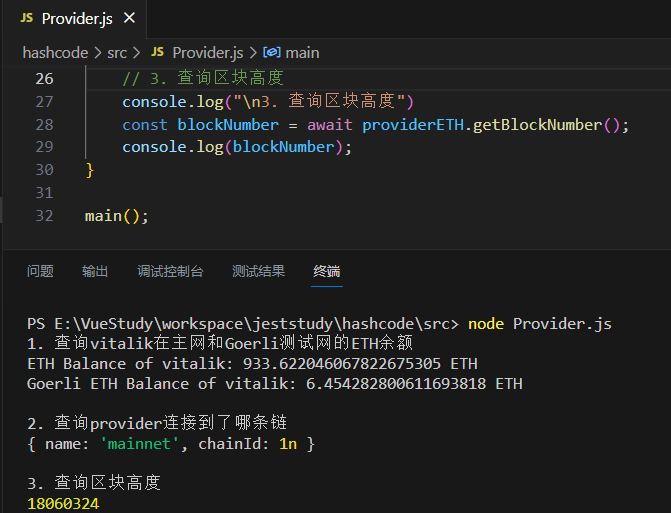 JS Provider.js ×
hashcode > src > JS Provider.js > main
26 // 3. 查询区块高度
27 console.log("\n3. 查询区块高度")
28 const blockNumber = await providerETH.getBlockNumber();
29 console.log(blockNumber);
30 }
31
32 main();
问题 输出 调试控制台 测试结果 终端
PS E:\VueStudy\workspace\jeststudy\hashcode\src> node Provider.js
1. 查询vitalik在主网和Goerli测试网的ETH余额
ETH Balance of vitalik: 933.622046067822675305 ETH
Goerli ETH Balance of vitalik: 6.454282800611693818 ETH
2. 查询provider连接到了哪条链
{ name: 'mainnet', chainId: 1n }
3. 查询区块高度
18060324